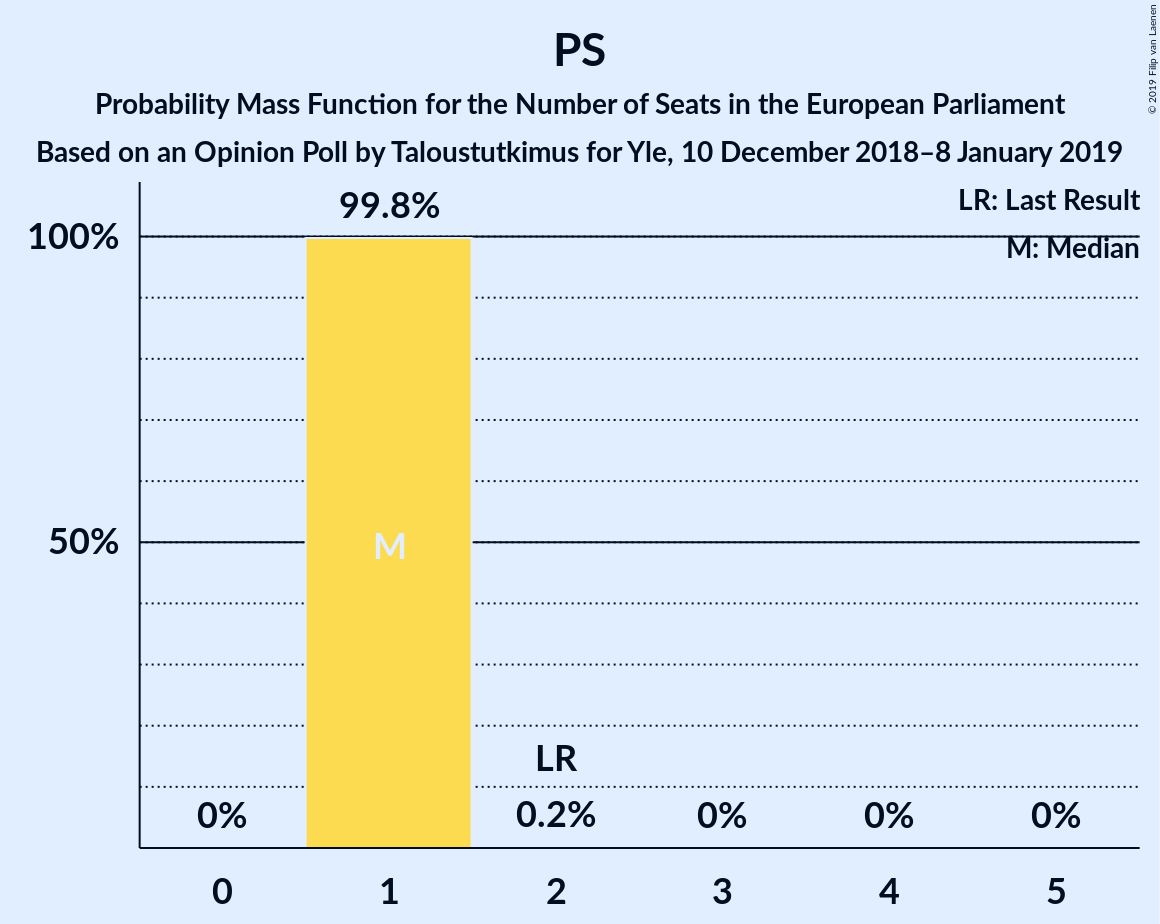 PS
Probability Mass Function for the Number of Seats in the European Parliament
Based on an Opinion Poll by Taloustutkimus for Yle, 10 December 2018–8 January 2019
© 2019 Filip van Laenen
LR: Last Result
M: Median
99.8%
100%
50%
M
LR
0%
0.2%
0%
0%
0%
0
1
2
3
4
5